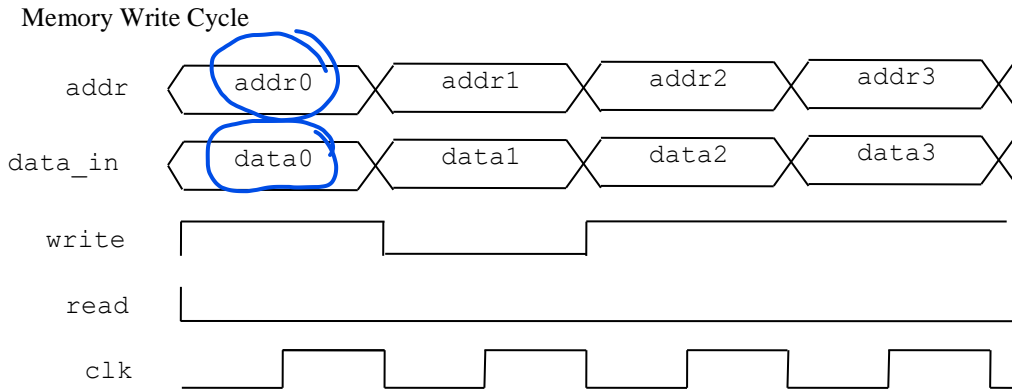 Memory Write Cycle
addr addr0 addr1 addr2 addr3
data_in data0 data1 data2 data3
write
read
clk